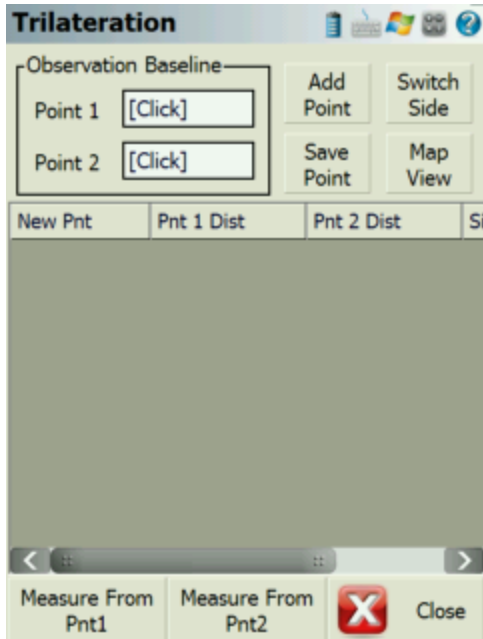 Trilateration
Observation Baseline
Point 1 [Click]
Point 2 [Click]
Add Point
Switch Side
Save Point
Map View
New Pnt Pnt 1 Dist Pnt 2 Dist Si
Measure From Pnt1
Measure From Pnt2
Close